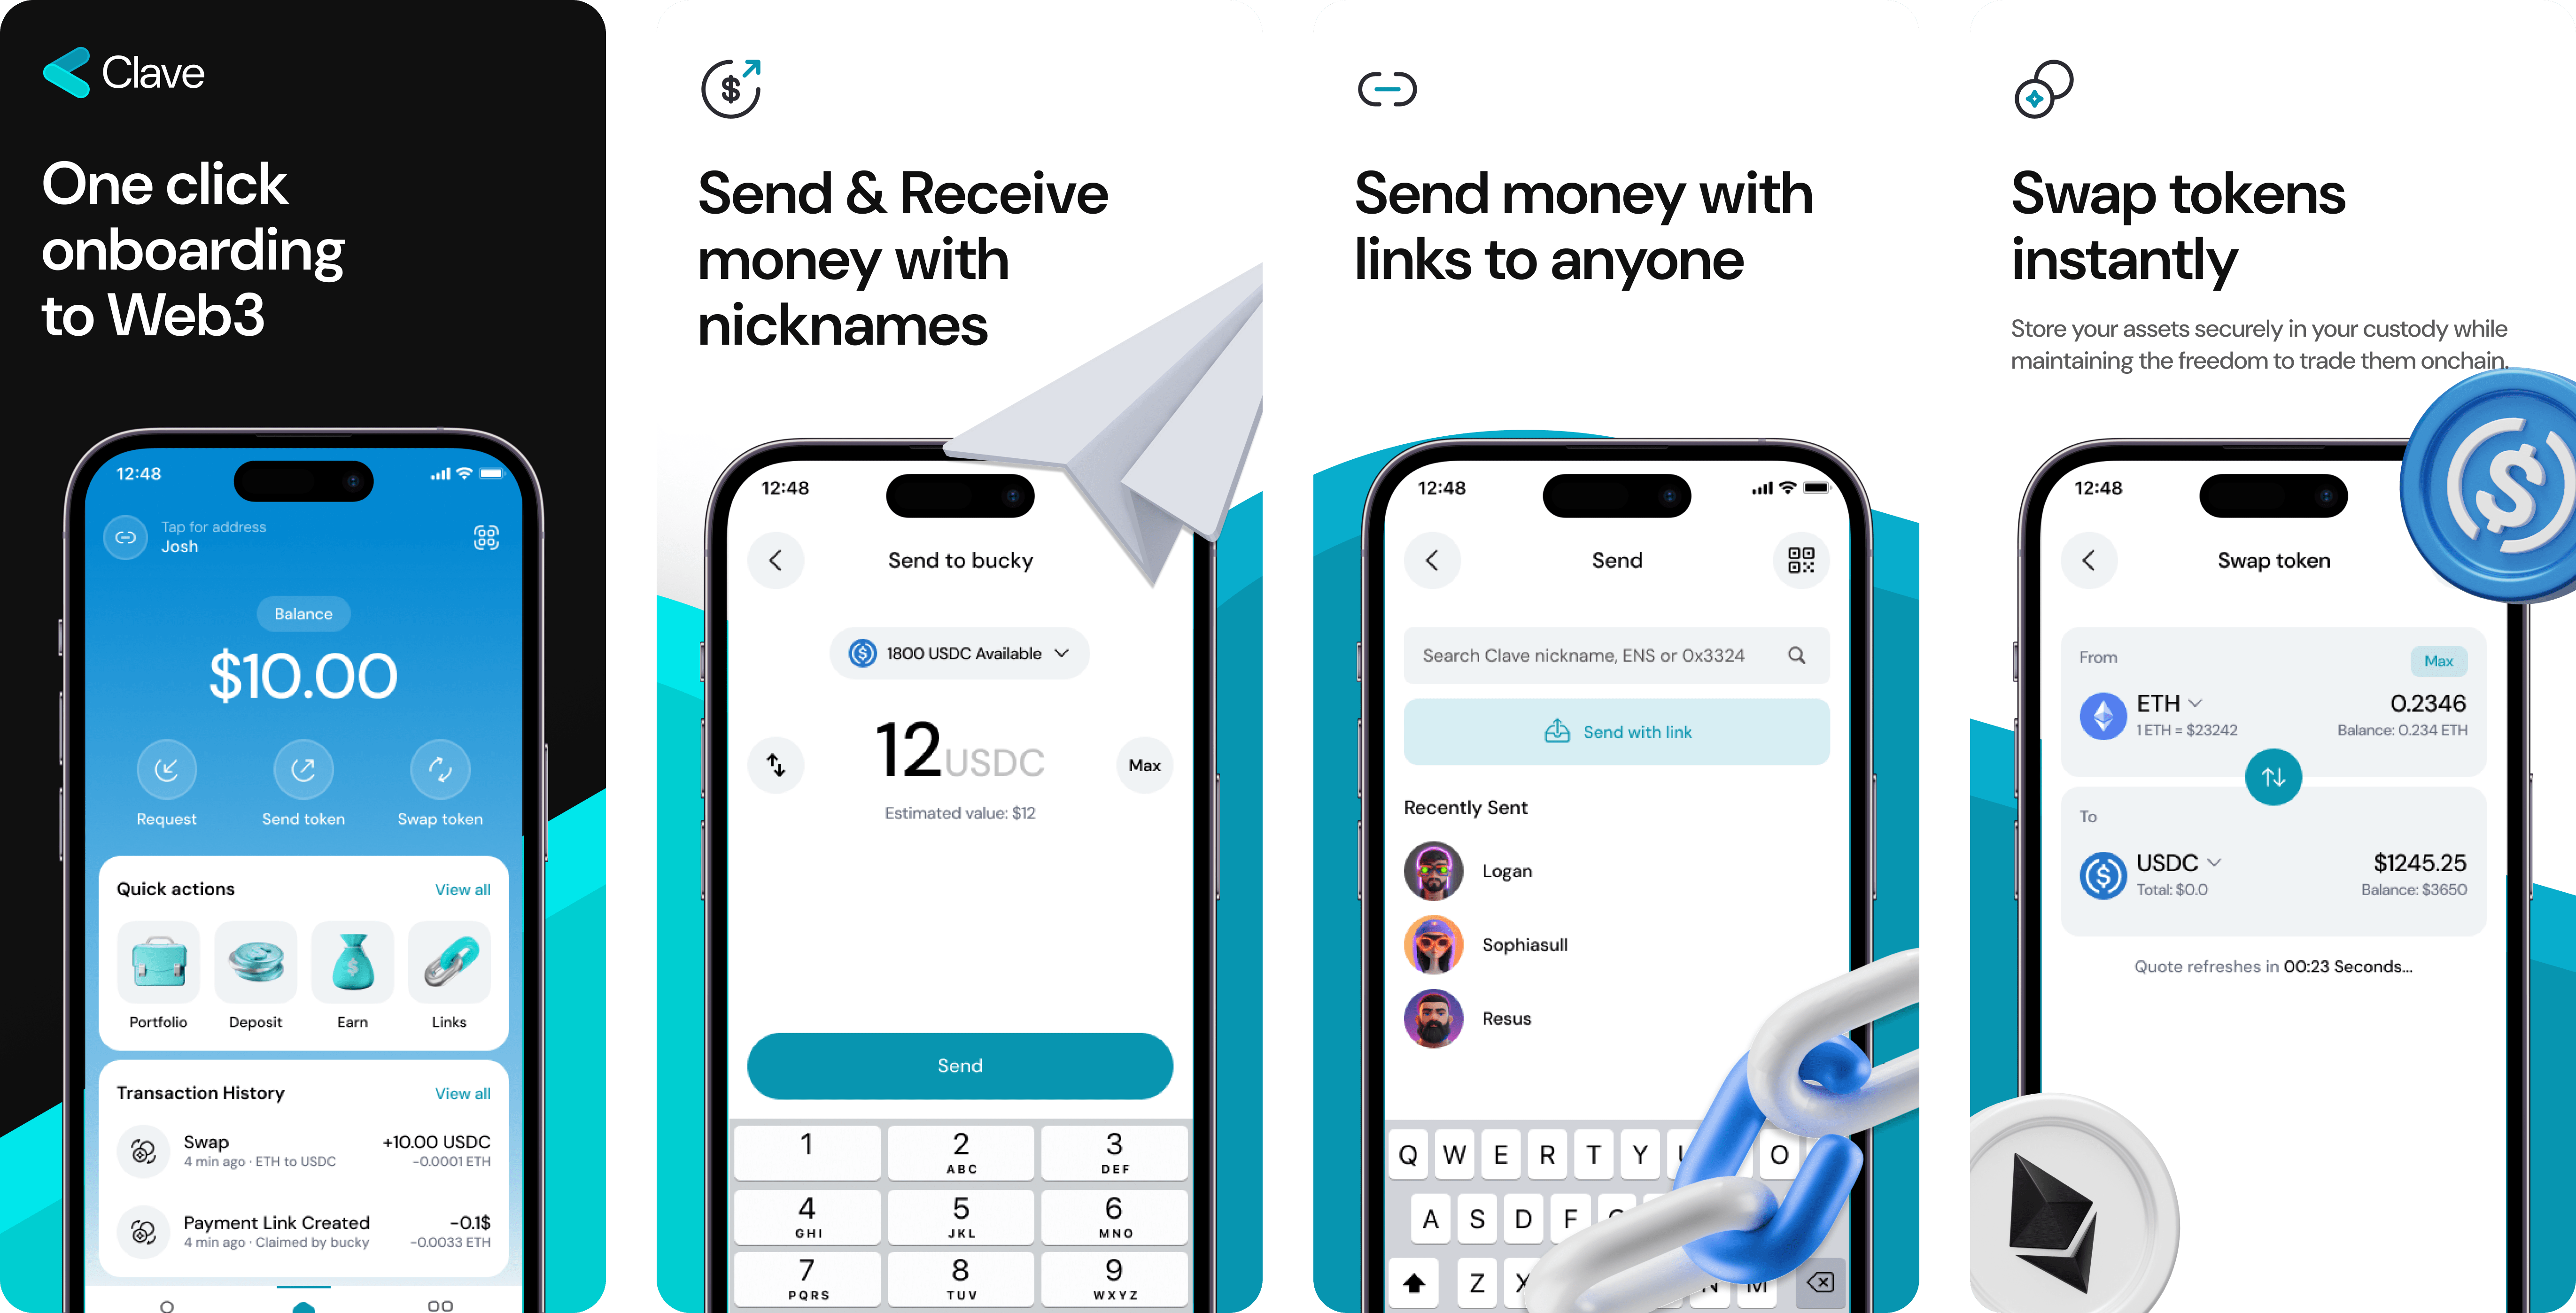 Clave
One click
onboarding
to Web3
12:48
Tap for address
Josh
Balance
$10.00
Request
Send token
Swap token
Quick actions
View all
Portfolio
Deposit
Earn
Links
Transaction History
View all
Swap
+10.00 USDC
4 min ago · ETH to USDC
-0.0001 ETH
Payment Link Created
-0.1$
4 min ago · Claimed by bucky
-0.0033 ETH
Send & Receive
money with
nicknames
12:48
Send to bucky
1800 USDC Available
12USDC
Max
Estimated value: $12
Send
1
2
ABC
3
DEF
4
GHI
5
JKL
6
MNO
7
PQRS
8
TUV
9
WXYZ
Send money with
links to anyone
12:48
Send
Search Clave nickname, ENS or 0x3324
Send with link
Recently Sent
Logan
Sophiasull
Resus
Q W E R T Y O
A S D F
Z X N M
Swap tokens
instantly
Store your assets securely in your custody while
maintaining the freedom to trade them onchain.
12:48
Swap token
From
Max
ETH
0.2346
1 ETH = $23242
Balance: 0.234 ETH
To
USDC
$1245.25
Total: $0.0
Balance: $3650
Quote refreshes in 00:23 Seconds...